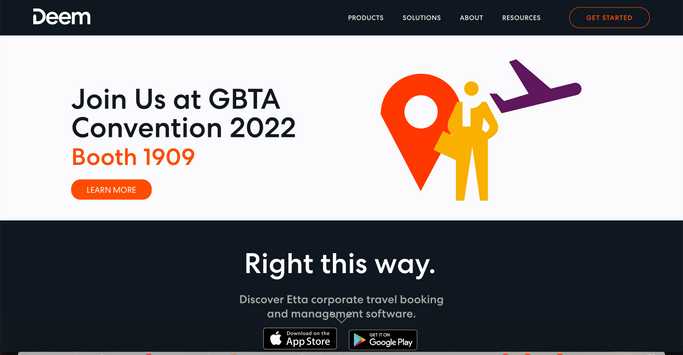 Deem
PRODUCTS SOLUTIONS ABOUT RESOURCES GET STARTED
Join Us at GBTA
Convention 2022
Booth 1909
LEARN MORE
Right this way.
Discover Etta corporate travel booking
and management software.
Download on the
App Store
GET IT ON
Google Play